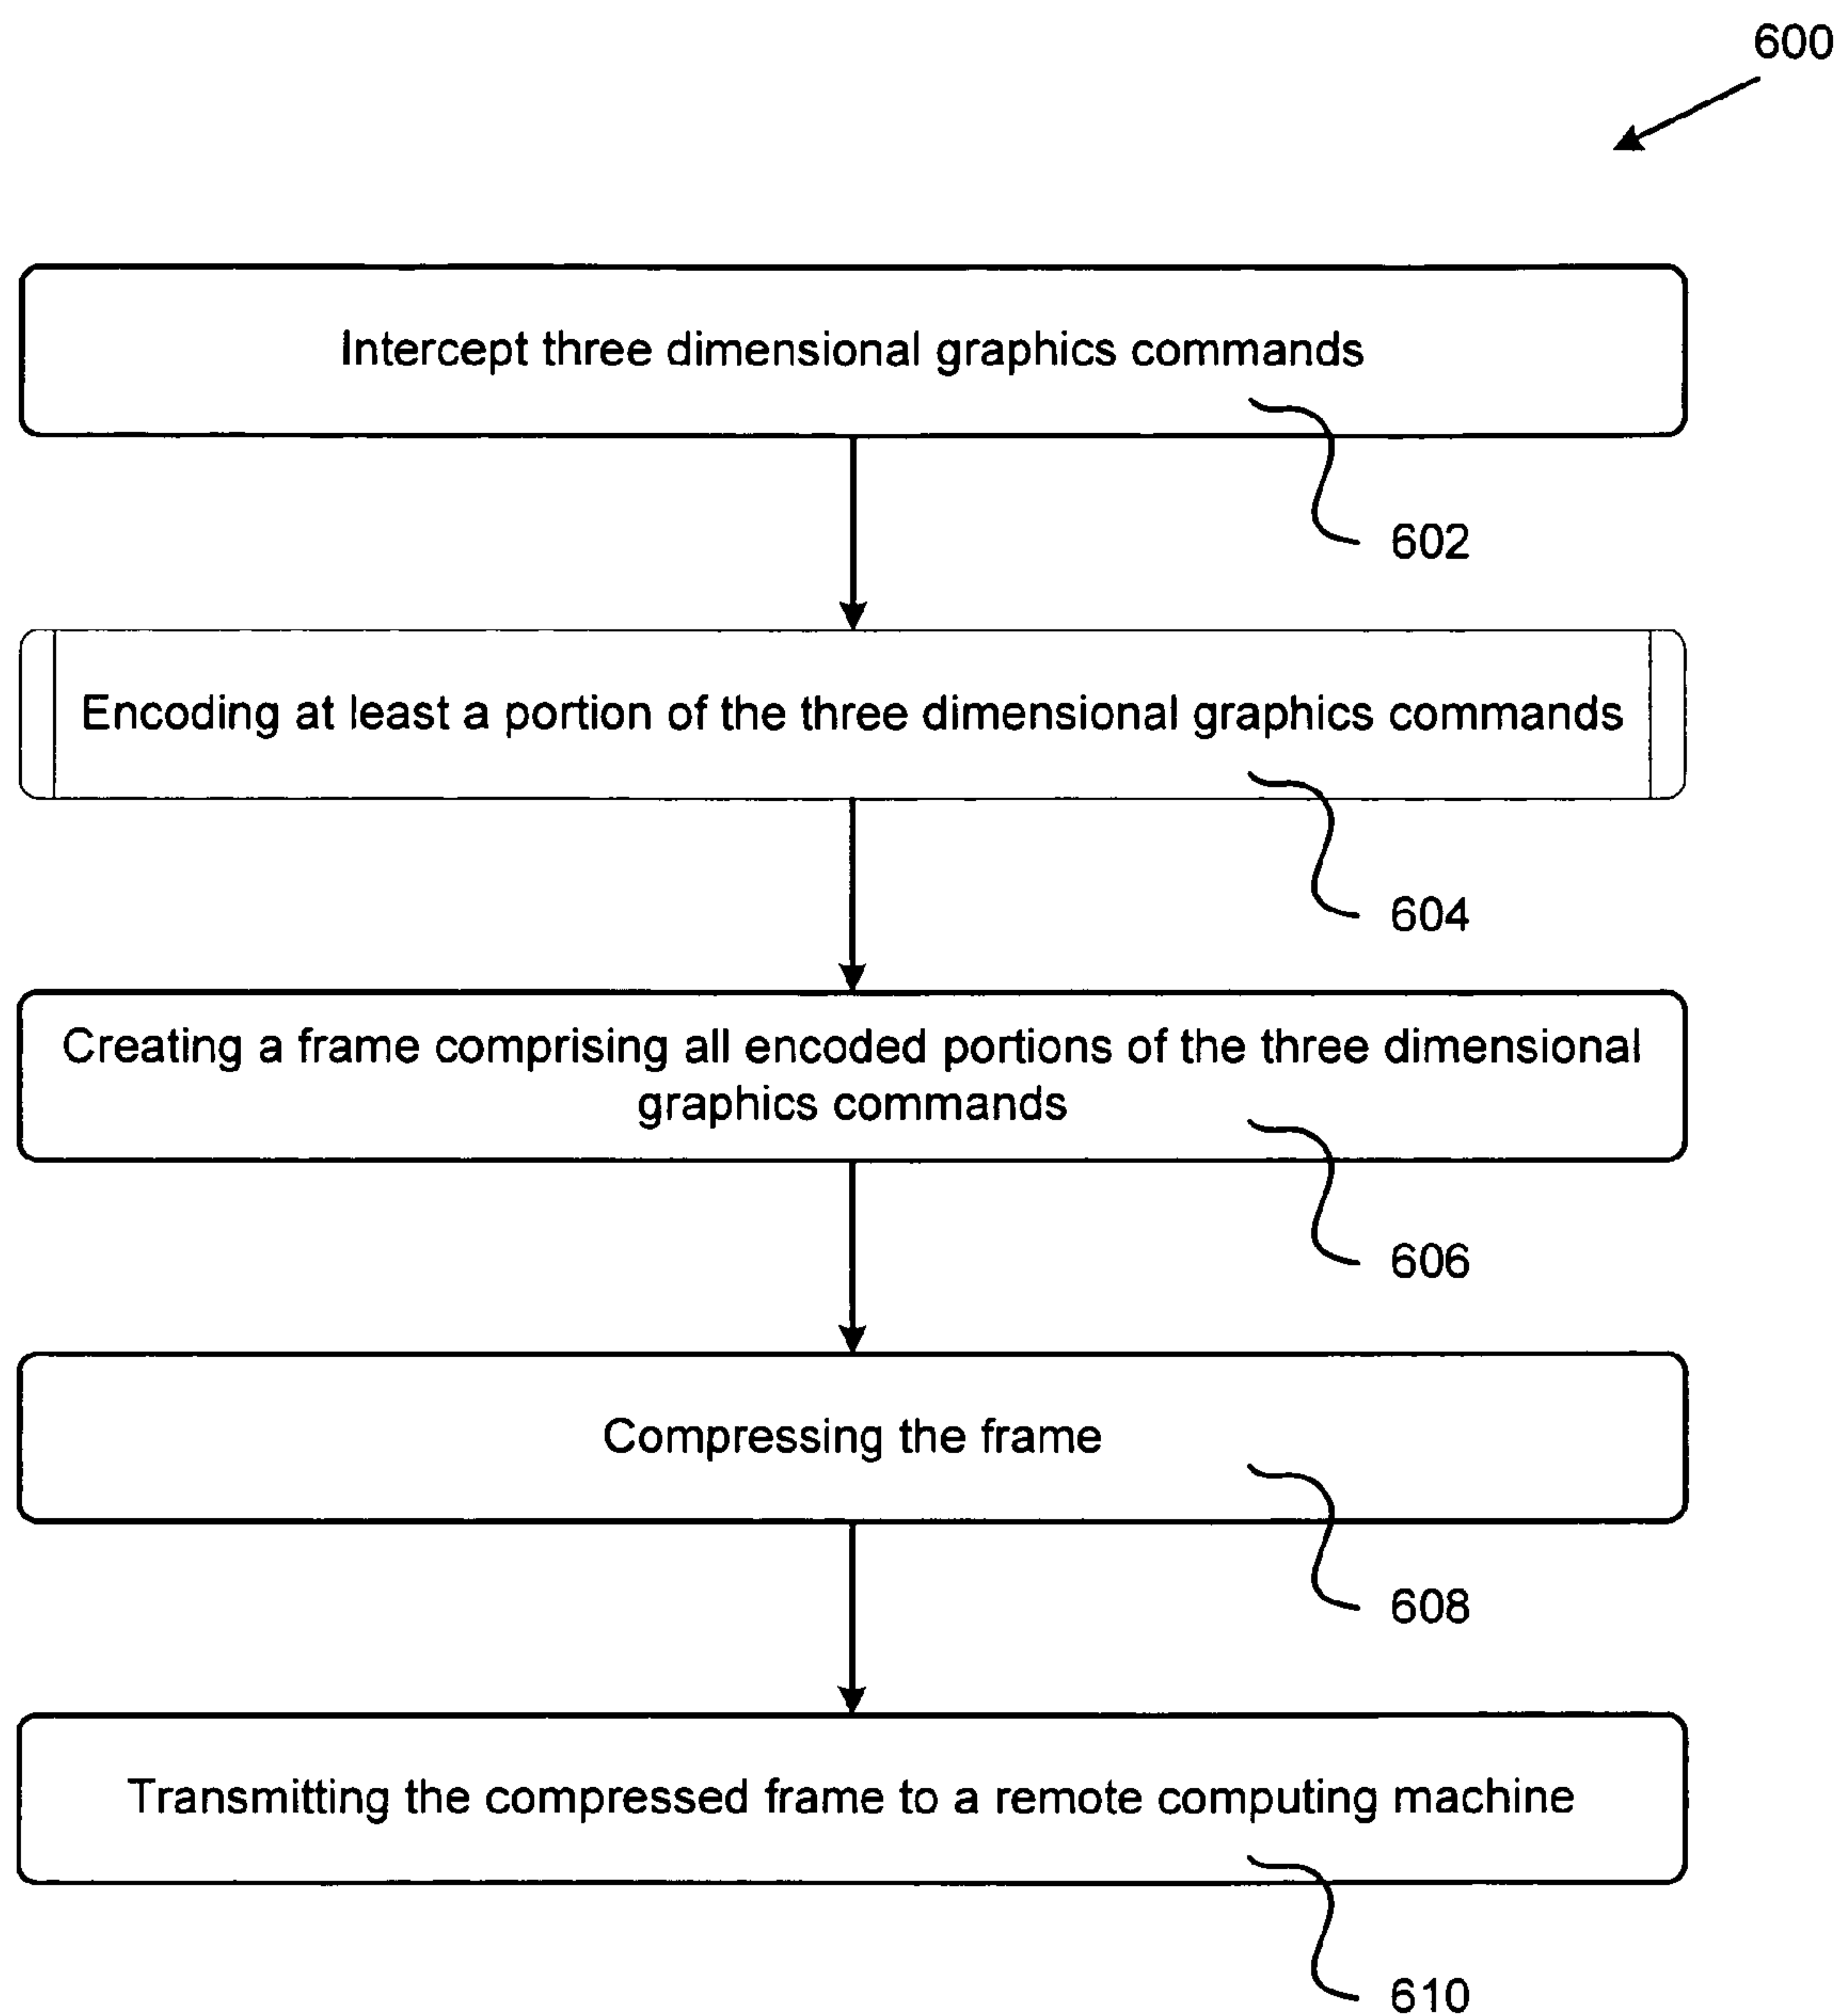 600
Intercept three dimensional graphics commands
602
Encoding at least a portion of the three dimensional graphics commands
604
Creating a frame comprising all encoded portions of the three dimensional
graphics commands
606
Compressing the frame
608
Transmitting the compressed frame to a remote computing machine
610